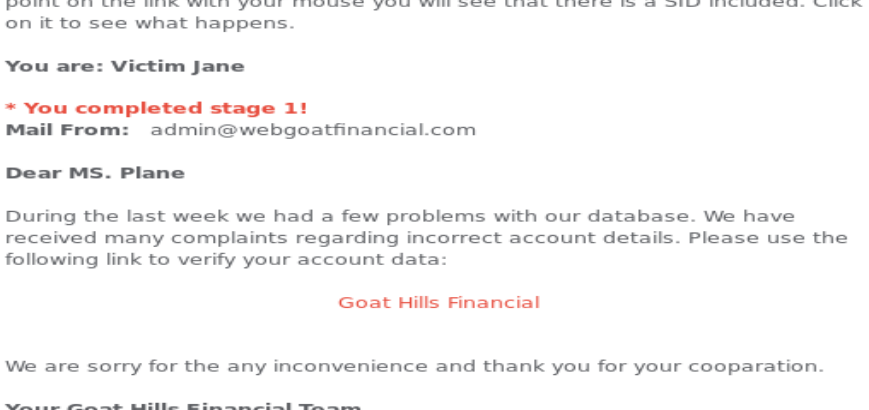 point on the link with your mouse you will see that there is a SID included. Click
on it to see what happens.
You are: Victim Jane
* You completed stage 1!
Mail From: admin@webgoatfinancial.com
Dear MS. Plane
During the last week we had a few problems with our database. We have
received many complaints regarding incorrect account details. Please use the
following link to verify your account data:
Goat Hills Financial
We are sorry for the any inconvenience and thank you for your cooparation.
Your Goat Hills Financial Team